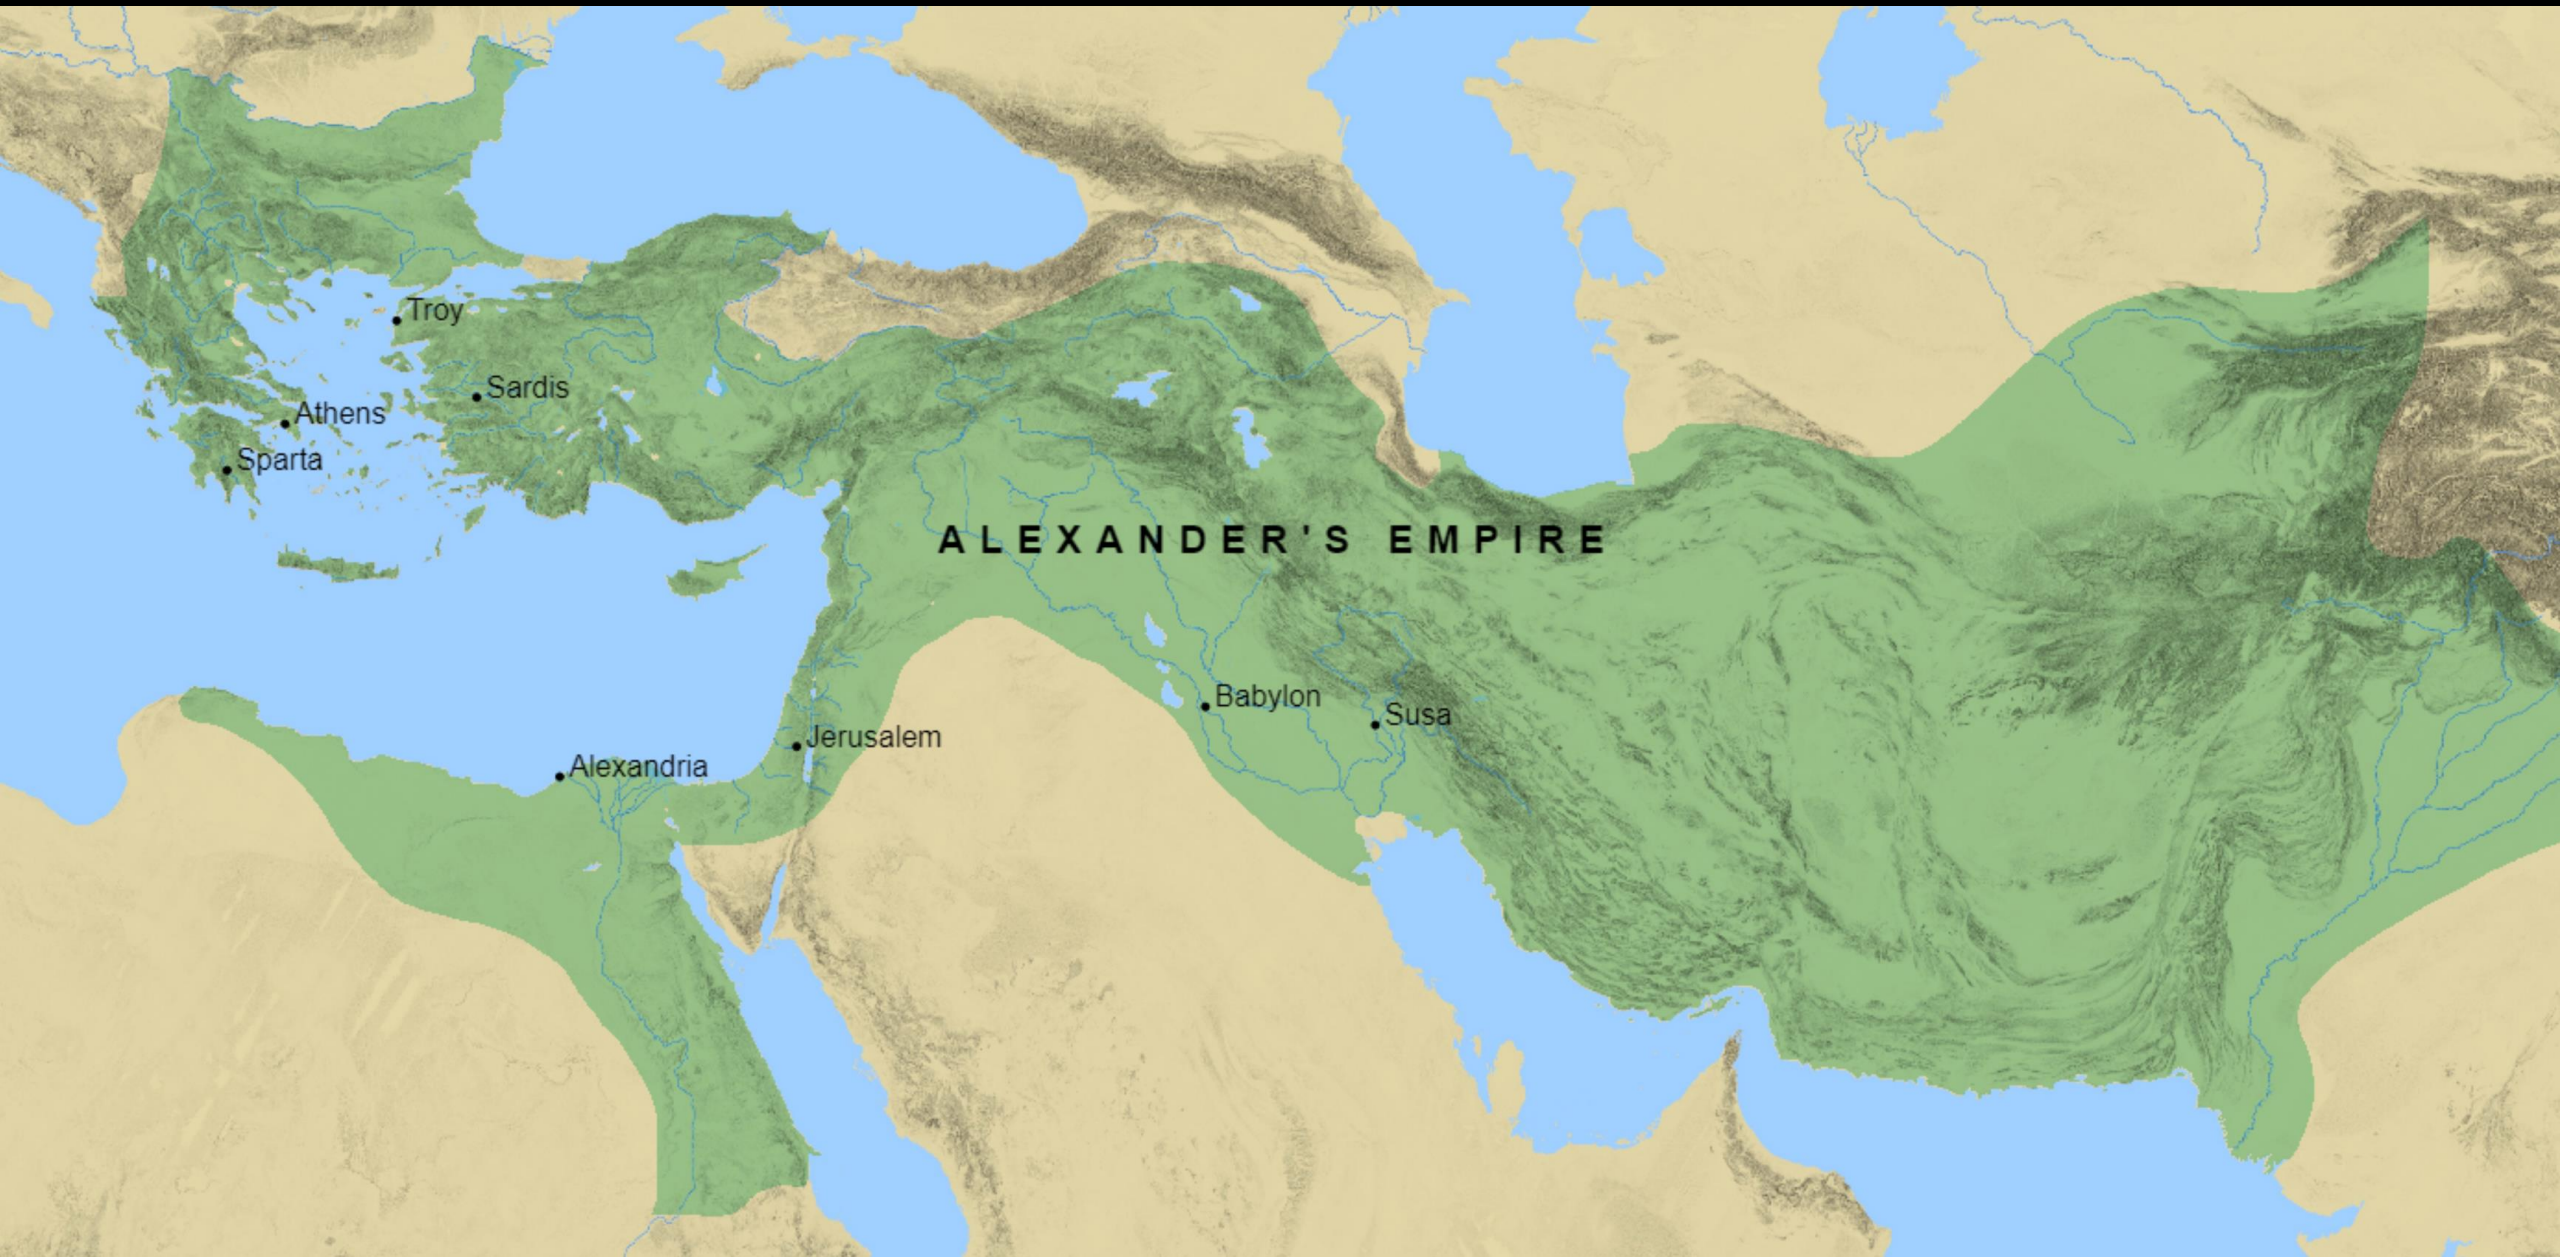 Troy
Sardis
Athens
Sparta
ALEXANDER'S EMPIRE
Babylon
Susa
Jerusalem
Alexandria